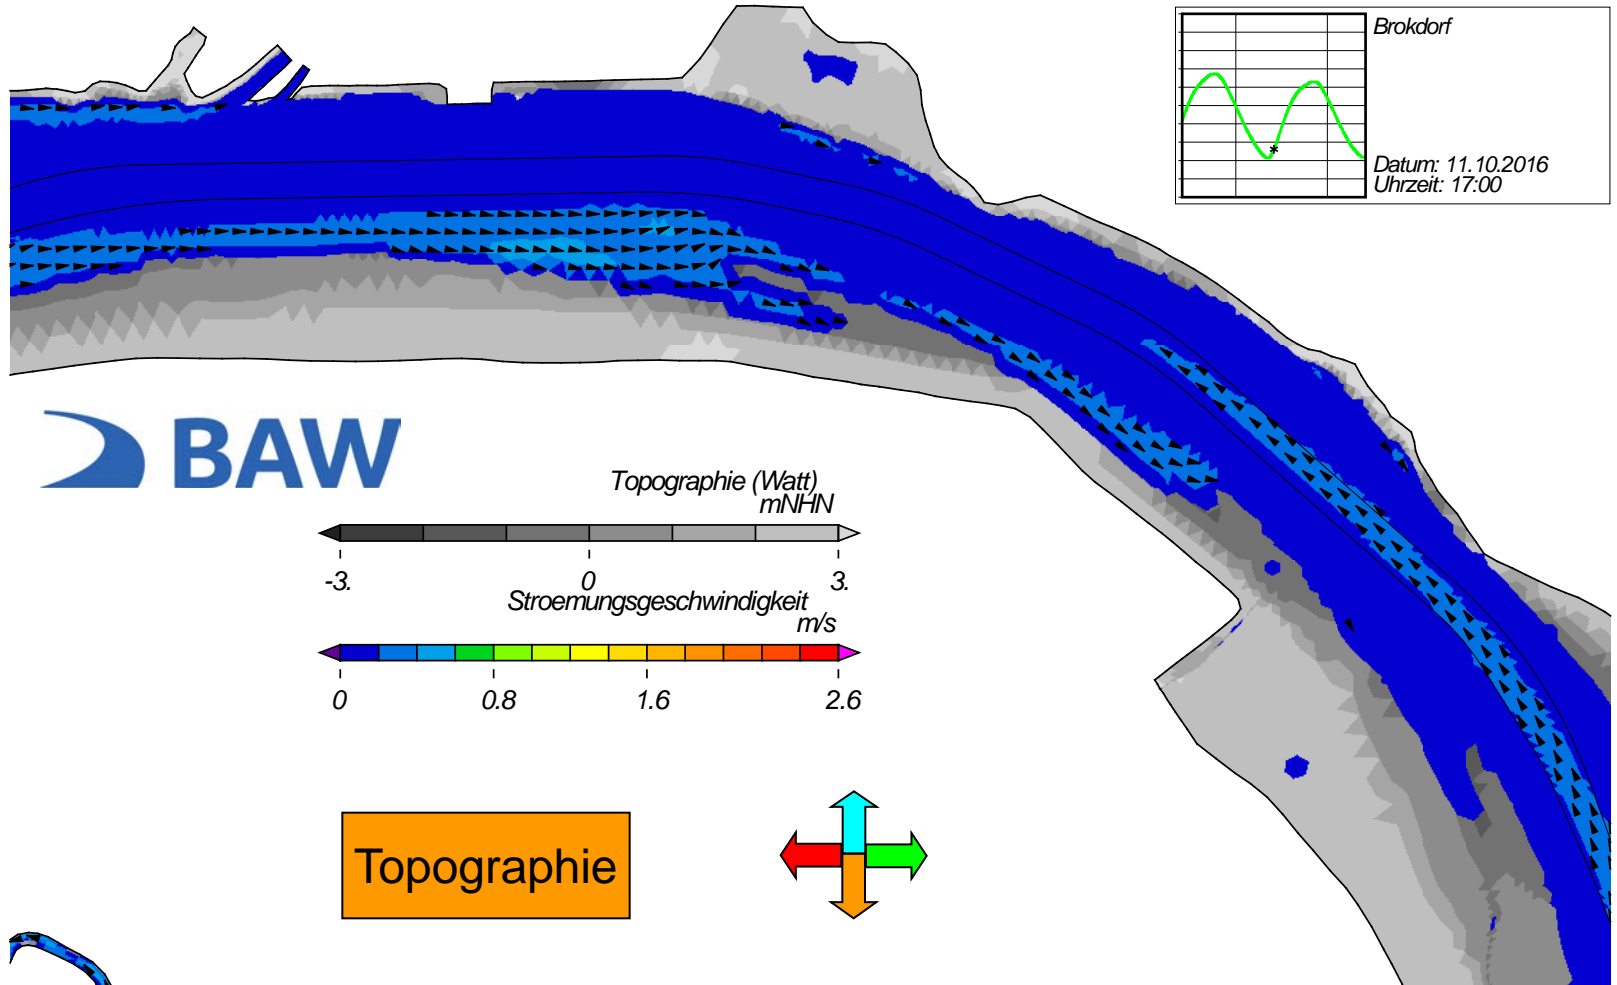 Brokdorf
Datum: 11.10.2016
Uhrzeit: 17:00
BAW
Topographie (Watt)
mNHN
-3. 0 3.
Stroemungsgeschwindigkeit
m/s
0 0.8 1.6 2.6
Topographie